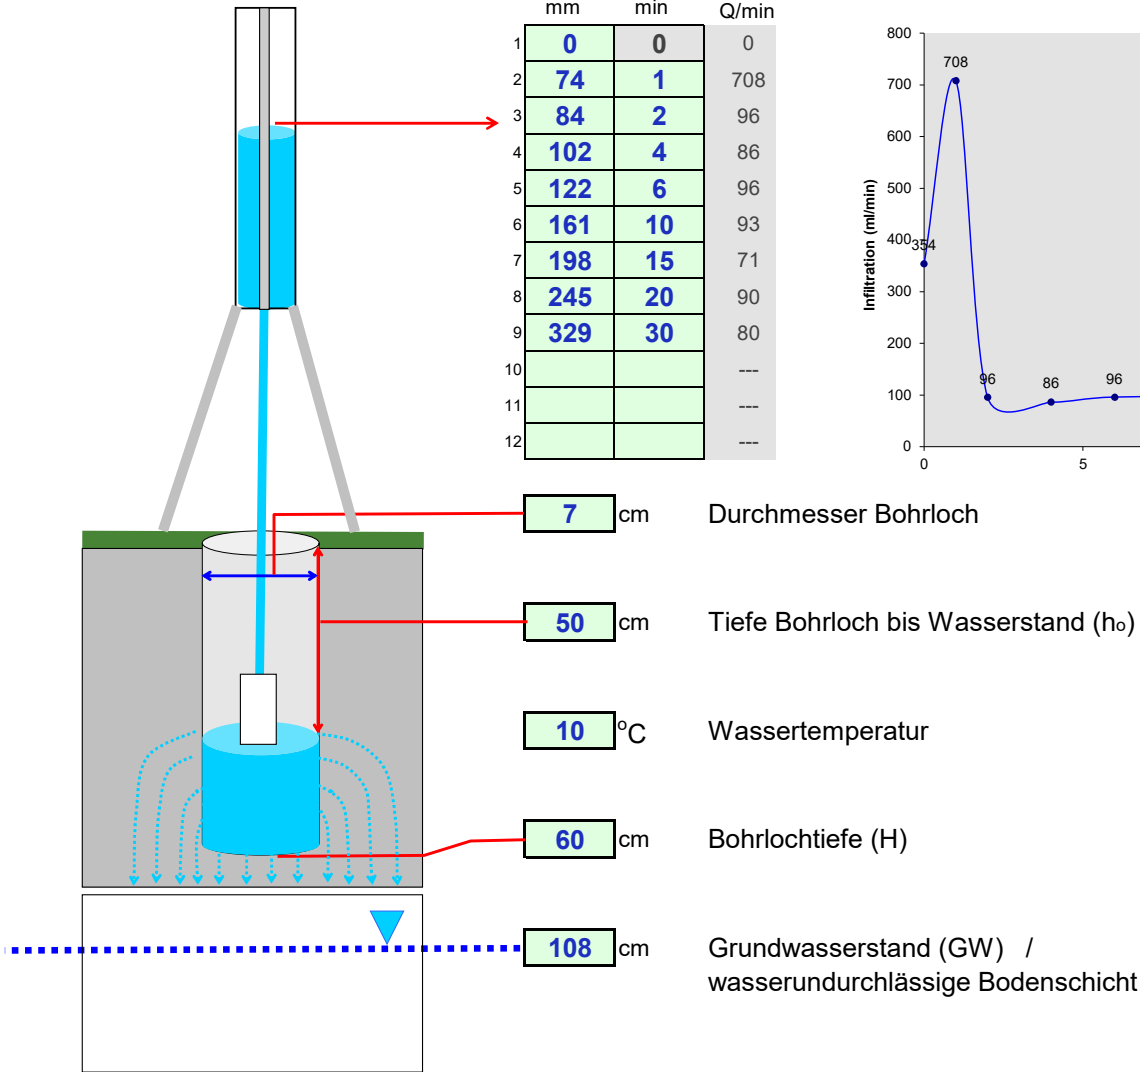 mm min Q/min
1 0 0 0
2 74 1 708
3 84 2 96
4 102 4 86
5 122 6 96
6 161 10 93
7 198 15 71
8 245 20 90
9 329 30 80
10 ---
11 ---
12 ---
Infiltration (ml/min)
800
700
600
500
400
300
200
100
0
0 5
354
708
96
86
96
7 cm Durchmesser Bohrloch
50 cm Tiefe Bohrloch bis Wasserstand (ho)
10 °C Wassertemperatur
60 cm Bohrlochtiefe (H)
108 cm Grundwasserstand (GW) /
wasserundurchlässige Bodenschicht